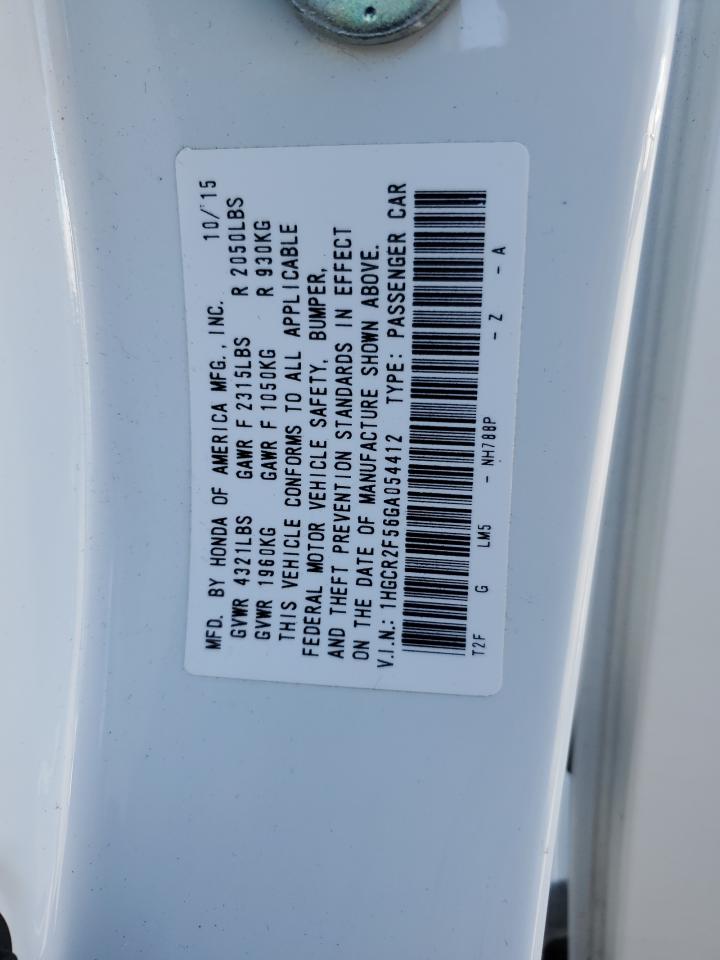 MFD. BY HONDA OF AMERICA MFG., INC. 10/15
GVWR 4321LBS GAWR F 2315LBS R 2050LBS
GVWR 1960KG GAWR F 1050KG R 930KG
THIS VEHICLE CONFORMS TO ALL APPLICABLE
FEDERAL MOTOR VEHICLE SAFETY, BUMPER,
AND THEFT PREVENTION STANDARDS IN EFFECT
ON THE DATE OF MANUFACTURE SHOWN ABOVE.
V.I.N.: 1HGCR2F56GA054412 TYPE: PASSENGER CAR
T2F G LM5 - NH788P - Z - A